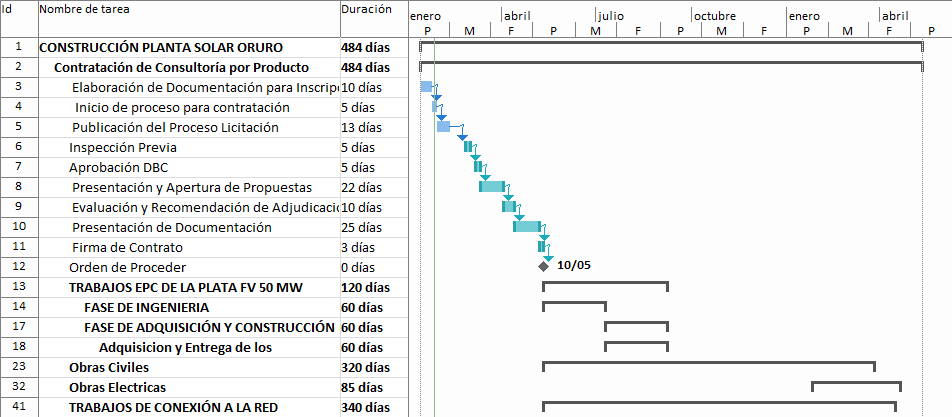 Id Nombre de tarea Duración enero abril julio octubre enero abril
P M F P M F P M F P
1 CONSTRUCCIÓN PLANTA SOLAR ORURO 484 días
2 Contratación de Consultoría por Producto 484 días
3 Elaboración de Documentación para Inscrip 10 días
4 Inicio de proceso para contratación 5 días
5 Publicación del Proceso Licitación 13 días
6 Inspección Previa 5 días
7 Aprobación DBC 5 días
8 Presentación y Apertura de Propuestas 22 días
9 Evaluación y Recomendación de Adjudicaci 10 días
10 Presentación de Documentación 25 días
11 Firma de Contrato 3 días
12 Orden de Proceder 0 días 10/05
13 TRABAJOS EPC DE LA PLATA FV 50 MW 120 días
14 FASE DE INGENIERIA 60 días
17 FASE DE ADQUISICIÓN Y CONSTRUCCIÓN 60 días
18 Adquisicion y Entrega de los 60 días
23 Obras Civiles 320 días
32 Obras Electricas 85 días
41 TRABAJOS DE CONEXIÓN A LA RED 340 días